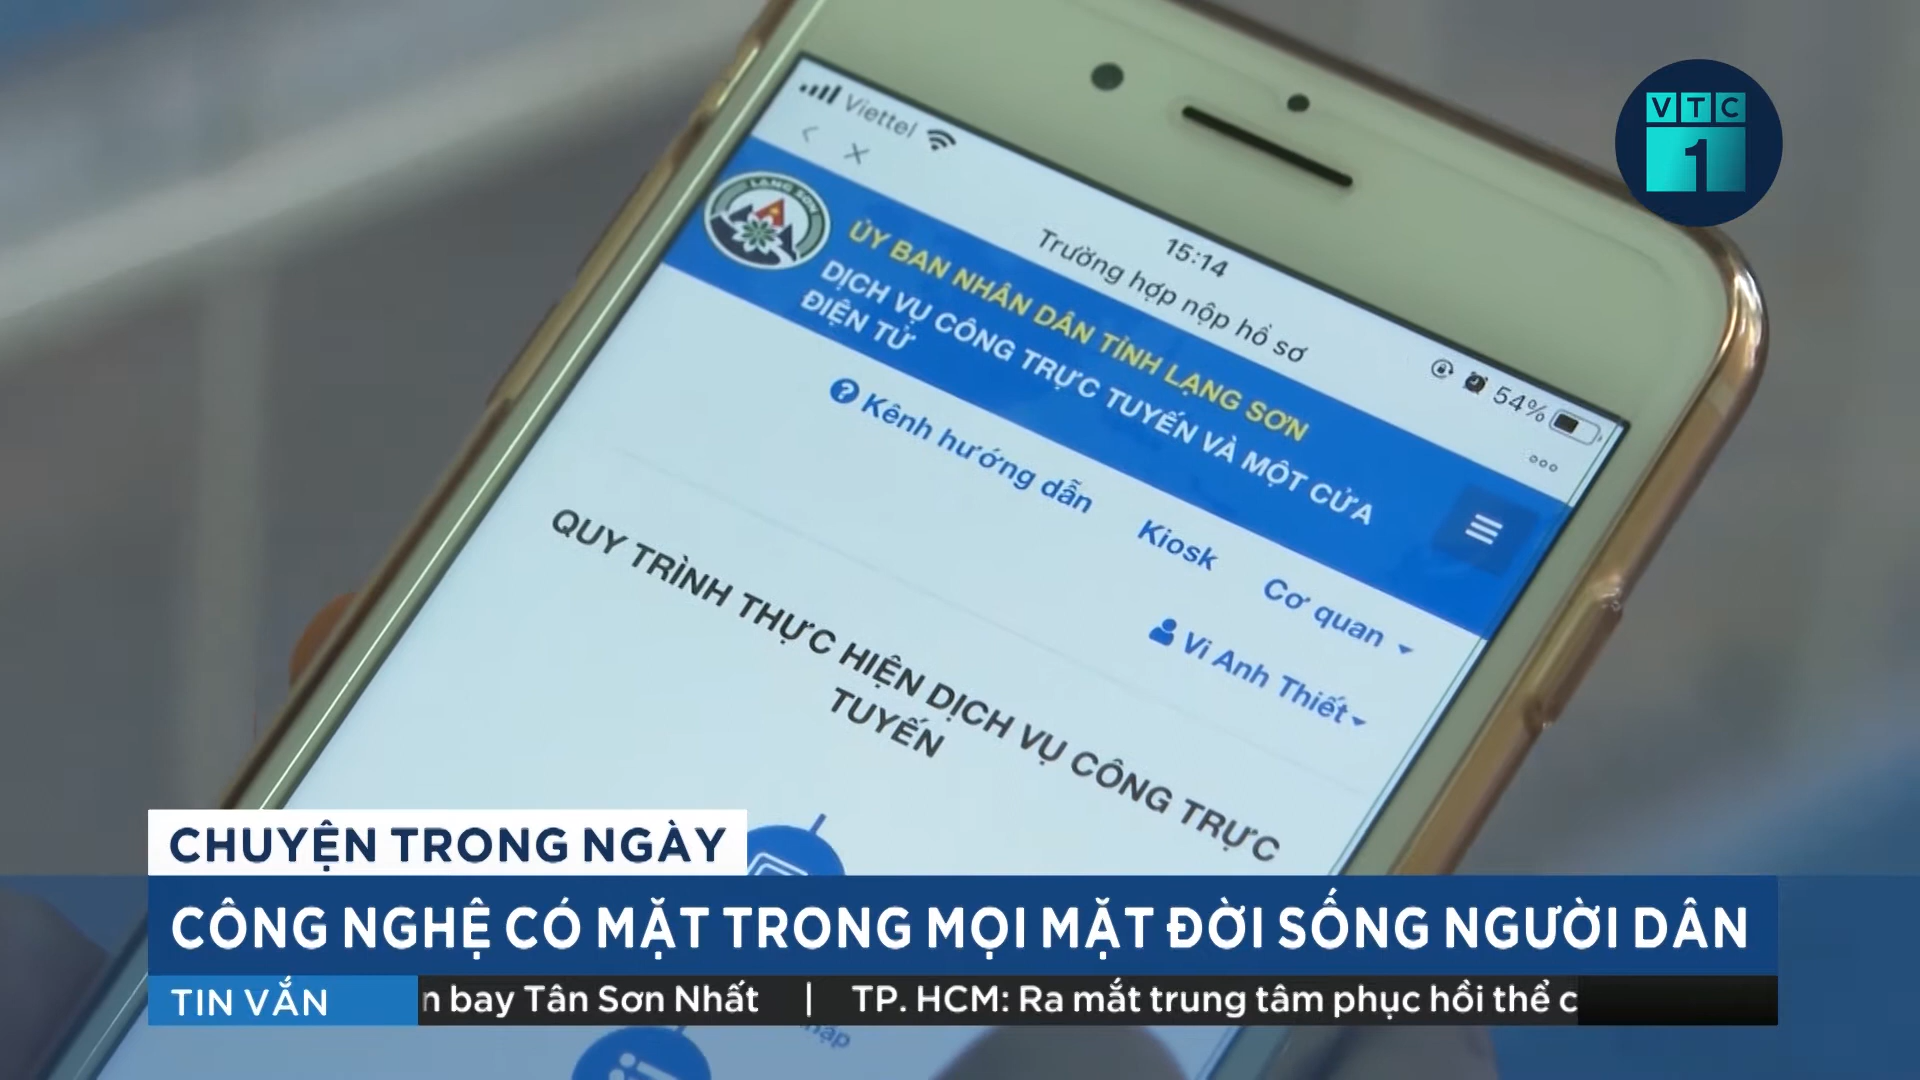 VTC
1
Viettel
15:14
54%
Trường hợp nộp hồ sơ
LẠNG SƠN
ỦY BAN NHÂN DÂN TỈNH LẠNG SƠN
DỊCH VỤ CÔNG TRỰC TUYẾN VÀ MỘT CỬA
ĐIỆN TỬ
Kênh hướng dẫn
Kiosk
Cơ quan
Vi Anh Thiết
QUY TRÌNH THỰC HIỆN DỊCH VỤ CÔNG TRỰC
TUYẾN
CHUYỆN TRONG NGÀY
CÔNG NGHỆ CÓ MẶT TRONG MỌI MẶT ĐỜI SỐNG NGƯỜI DÂN
TIN VẮN
n bay Tân Sơn Nhất | TP. HCM: Ra mắt trung tâm phục hồi thể c